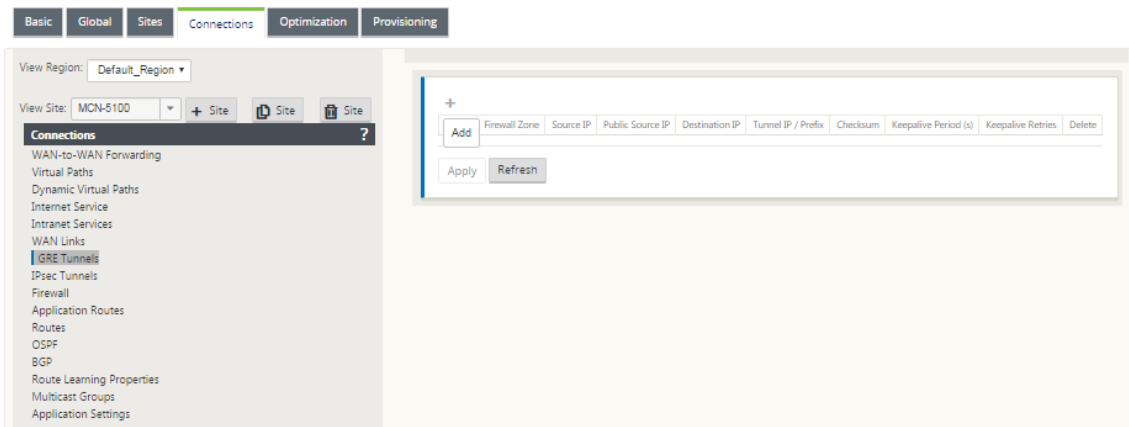 Basic Global Sites Connections Optimization Provisioning
View Region: Default_Region
View Site: MCN-5100 + Site Site Site
Connections ?
WAN-to-WAN Forwarding
Virtual Paths
Dynamic Virtual Paths
Internet Service
Intranet Services
WAN Links
GRE Tunnels
IPsec Tunnels
Firewall
Application Routes
Routes
OSPF
BGP
Route Learning Properties
Multicast Groups
Application Settings
+
Add Firewall Zone Source IP Public Source IP Destination IP Tunnel IP / Prefix Checksum Keepalive Period (s) Keepalive Retries Delete
Apply Refresh